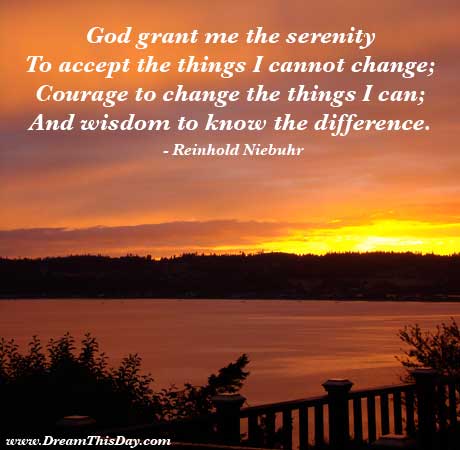 God grant me the serenity
To accept the things I cannot change;
Courage to change the things I can;
And wisdom to know the difference.
- Reinhold Niebuhr
www.DreamThisDay.com